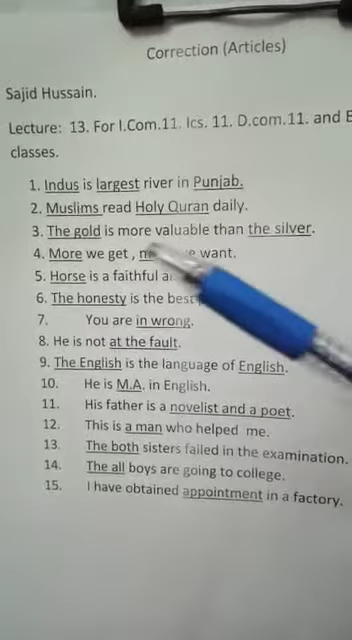 Correction (Articles)
Sajid Hussain.
Lecture: 13. For I.Com.11. Ics. 11. D.com.11. and
classes.
1. Indus is largest river in Punjab.
2. Muslims read Holy Quran daily.
3. The gold is more valuable than the silver.
4. More we get , want.
5. Horse is a faithful
6. The honesty is the best
7. You are in wrong.
8. He is not at the fault.
9. The English is the language of English.
10. He is M.A. in English.
11. His father is a novelist and a poet.
12. This is a man who helped me.
13. The both sisters failed in the examination.
14. The all boys are going to college.
15. I have obtained appointment in a factory.